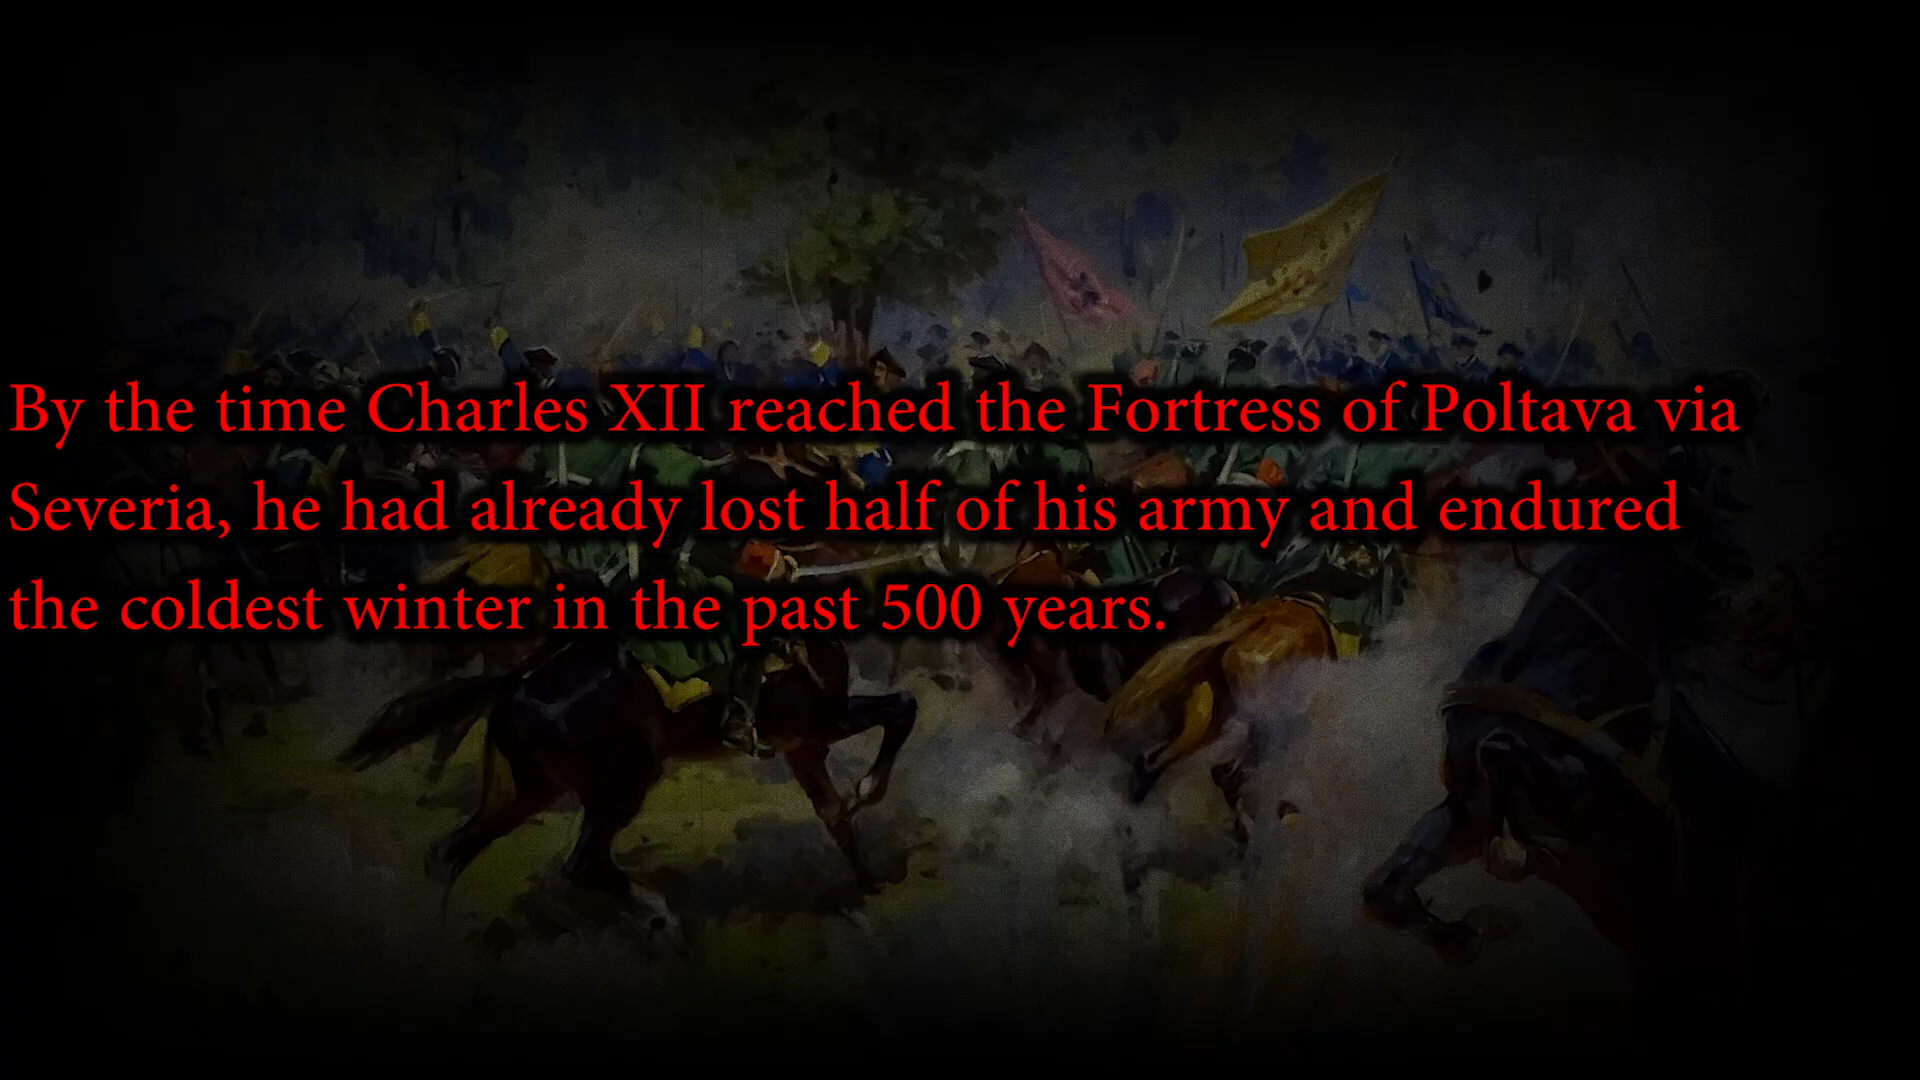 By the time Charles XII reached the Fortress of Poltava via
Severia, he had already lost half of his army and endured
the coldest winter in the past 500 years.